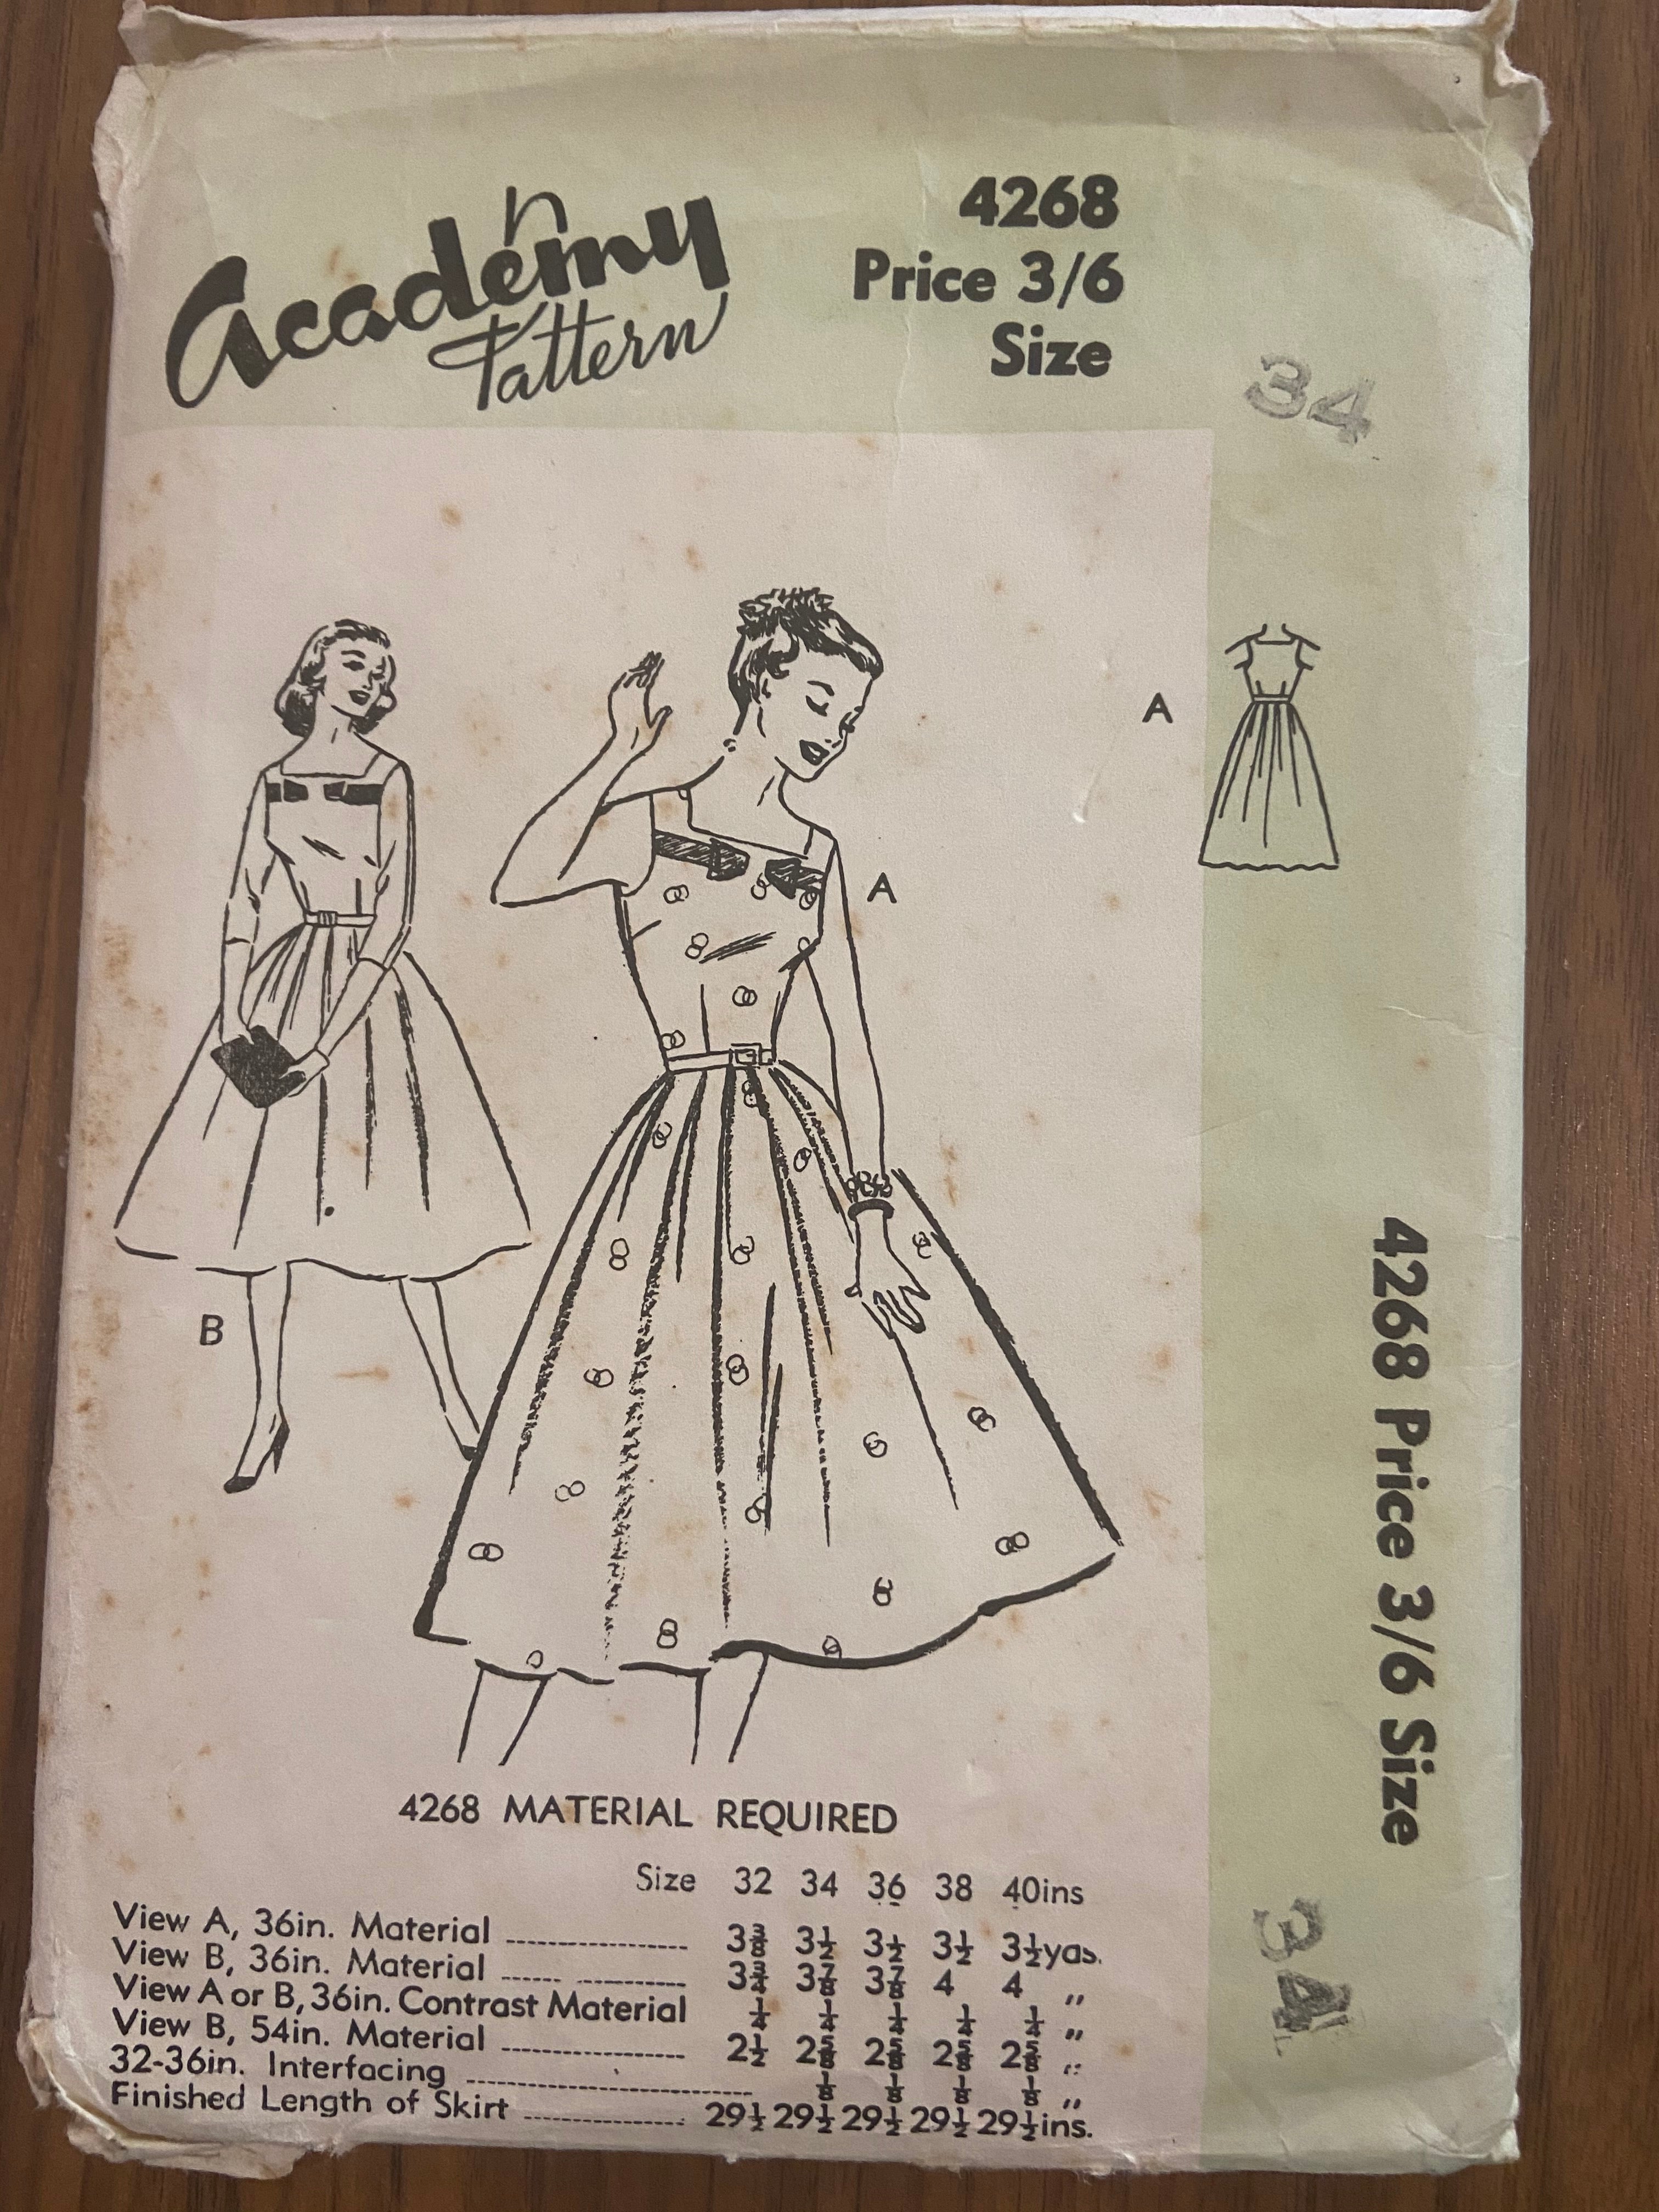 Academy
Pattern
4268
Price 3/6
Size
34
A
A
B
4268 Price 3/6 Size
34
4268 MATERIAL REQUIRED
Size 32 34 36 38 40ins
View A, 36in. Material 3⅜ 3½ 3½ 3½ 3½ yds.
View B, 36in. Material 3¾ 3⅞ 3⅞ 4 4 ,,
View A or B, 36in. Contrast Material ¼ ¼ ¼ ¼ ¼ ,,
View B, 54in. Material 2½ 2⅝ 2⅝ 2⅝ 2⅝ ,,
32-36in. Interfacing ⅛ ⅛ ⅛ ⅛ ,,
Finished Length of Skirt 29½ 29½ 29½ 29½ 29½ins.